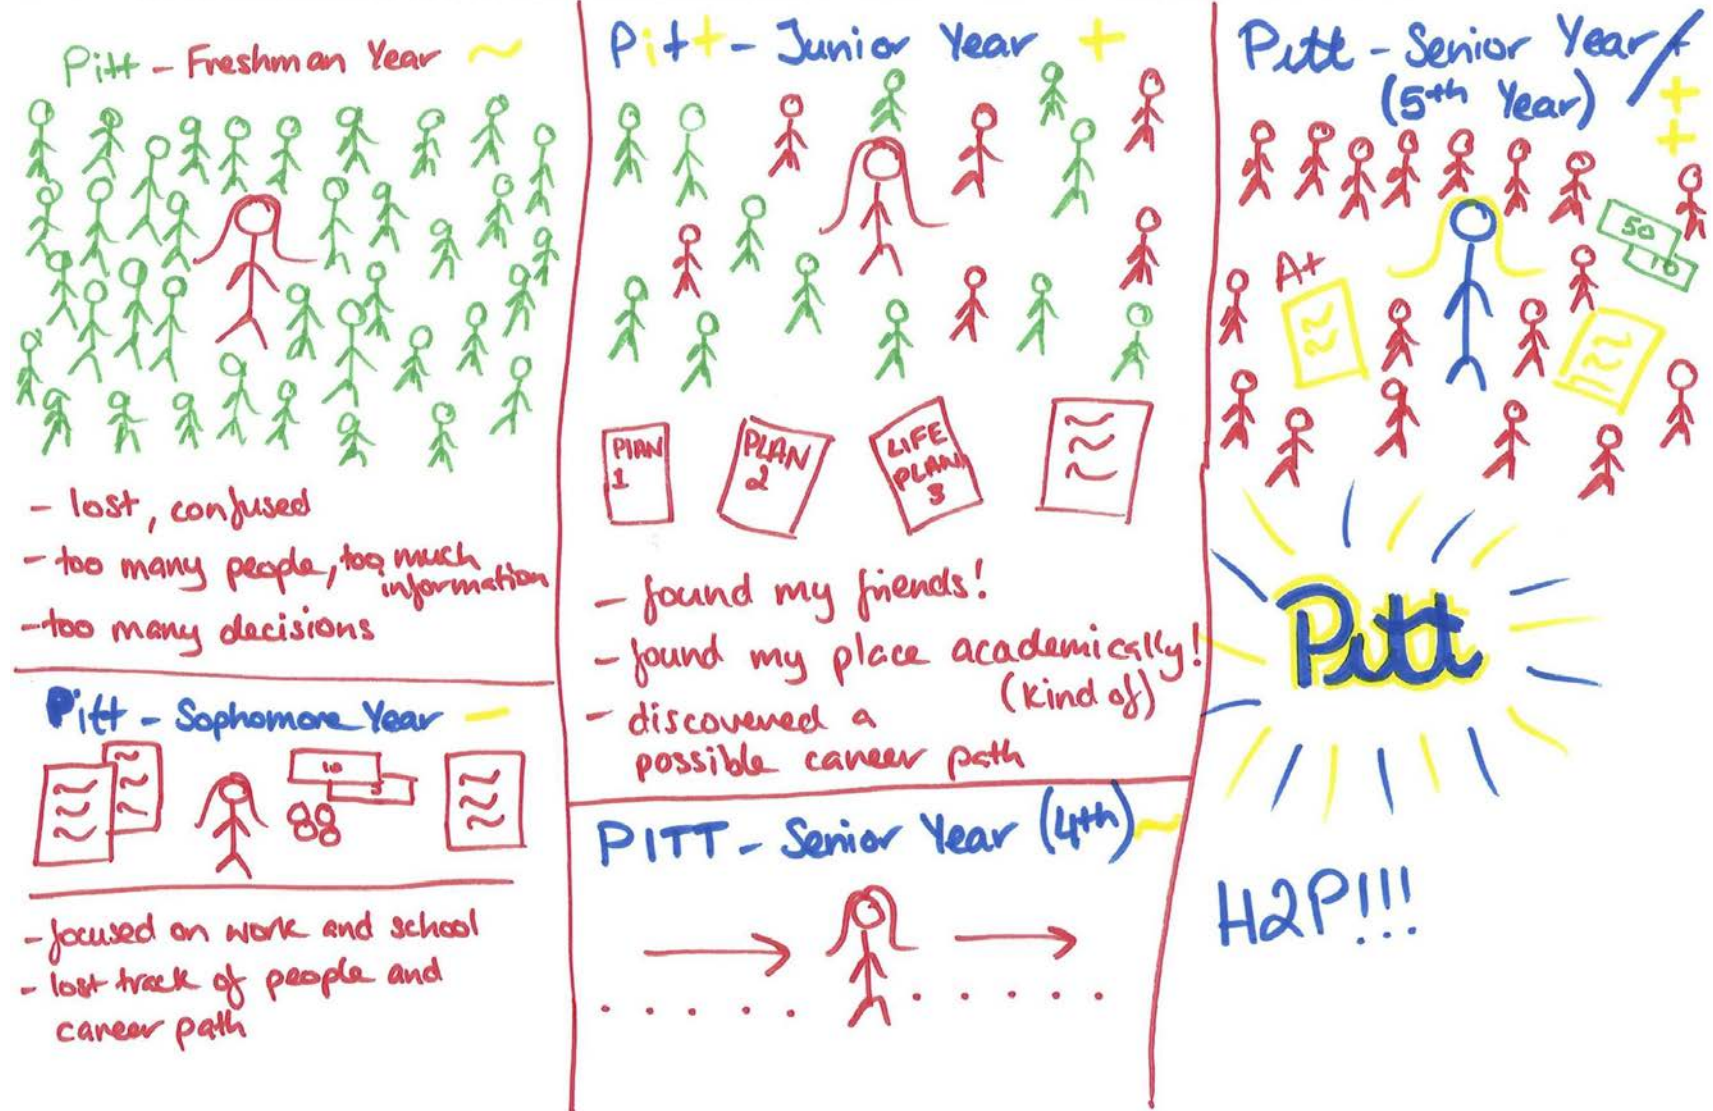 Pitt - Freshman Year ~
- lost, confused
- too many people, too much
information
- too many decisions
Pitt - Sophomore Year -
10
5
- focused on work and school
- lost track of people and
career path
Pitt - Junior Year +
PLAN
1
PLAN
2
LIFE
PLAN
3
- found my friends!
- found my place academically!
(kind of)
- discovered a
possible career path
PITT - Senior Year (4th) ~
Pitt - Senior Year /
(5th Year)
+
+
50
10
A+
Pitt
H2P!!!